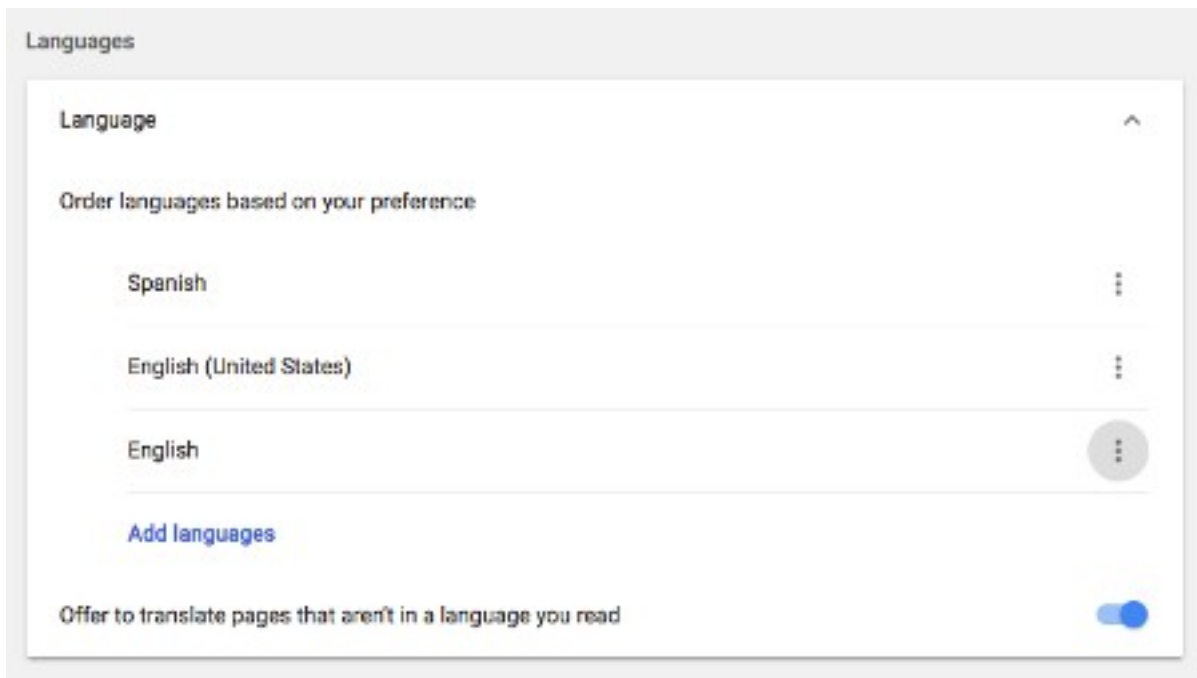 Languages
Language
Order languages based on your preference
Spanish
English (United States)
English
Add languages
Offer to translate pages that aren't in a language you read